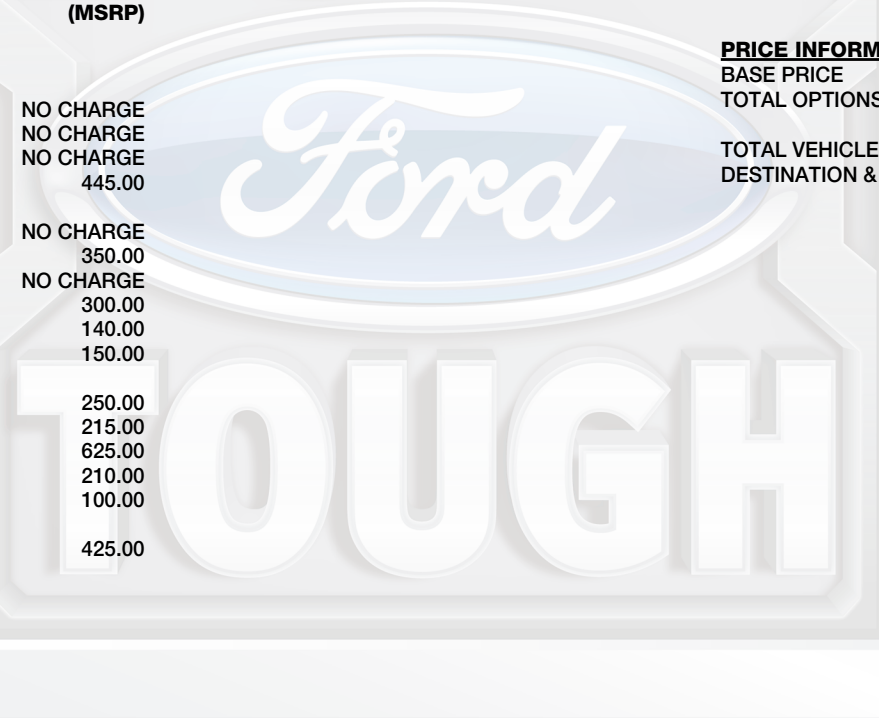 (MSRP)
NO CHARGE
NO CHARGE
NO CHARGE
445.00
NO CHARGE
350.00
NO CHARGE
300.00
140.00
150.00
250.00
215.00
625.00
210.00
100.00
425.00
PRICE INFORM
BASE PRICE
TOTAL OPTIONS
TOTAL VEHICLE
DESTINATION &
Ford
TOUGH